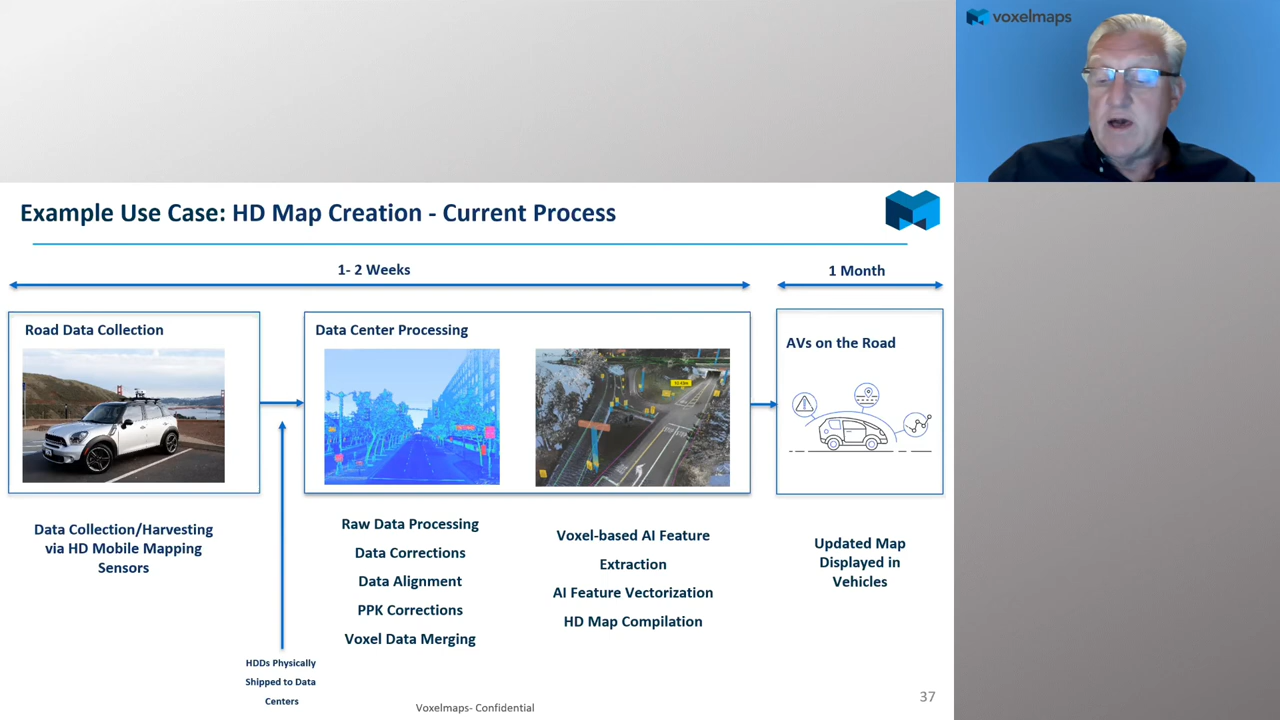 voxelmaps
Example Use Case: HD Map Creation - Current Process
1- 2 Weeks
1 Month
Road Data Collection
Data Center Processing
AVs on the Road
Data Collection/Harvesting
via HD Mobile Mapping
Sensors
Raw Data Processing
Data Corrections
Data Alignment
PPK Corrections
Voxel Data Merging
Voxel-based AI Feature
Extraction
AI Feature Vectorization
HD Map Compilation
Updated Map
Displayed in
Vehicles
HDDs Physically
Shipped to Data
Centers
Voxelmaps- Confidential
37